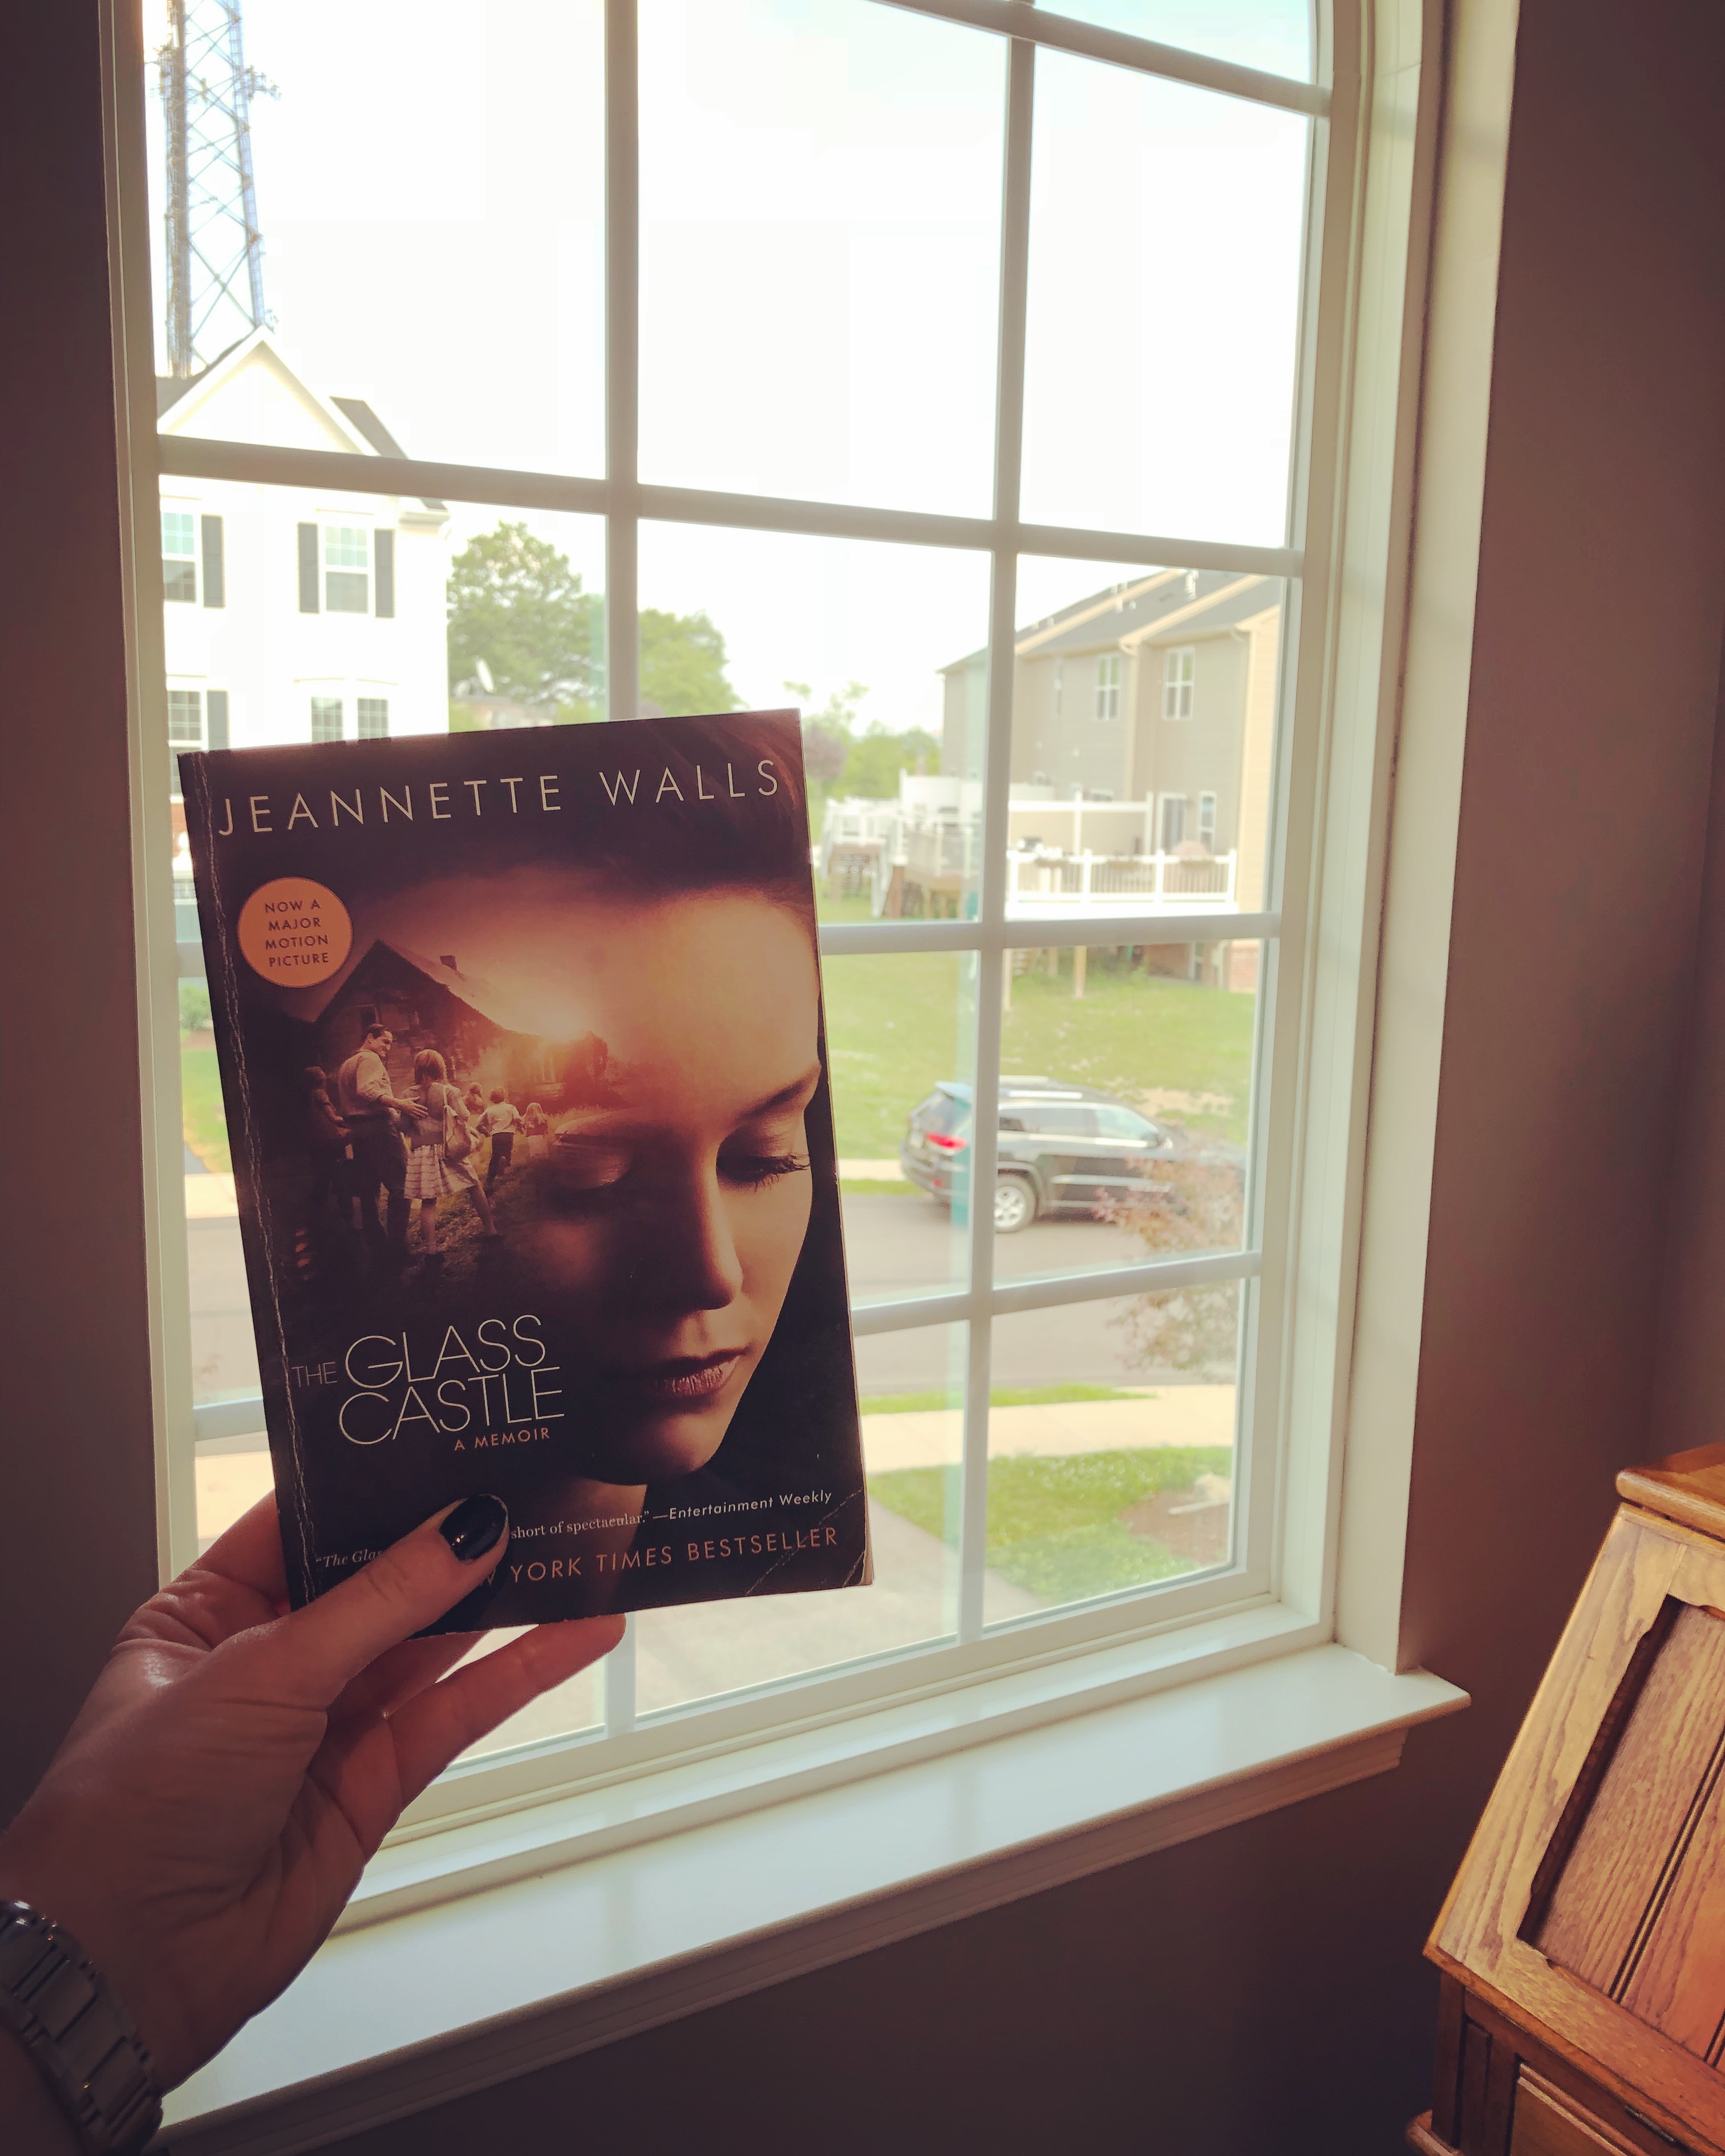 JEANNETTE WALLS
NOW A
MAJOR
MOTION
PICTURE
THE GLASS
CASTLE
A MEMOIR
"The short of spectacular." —Entertainment Weekly
YORK TIMES BESTSELLER